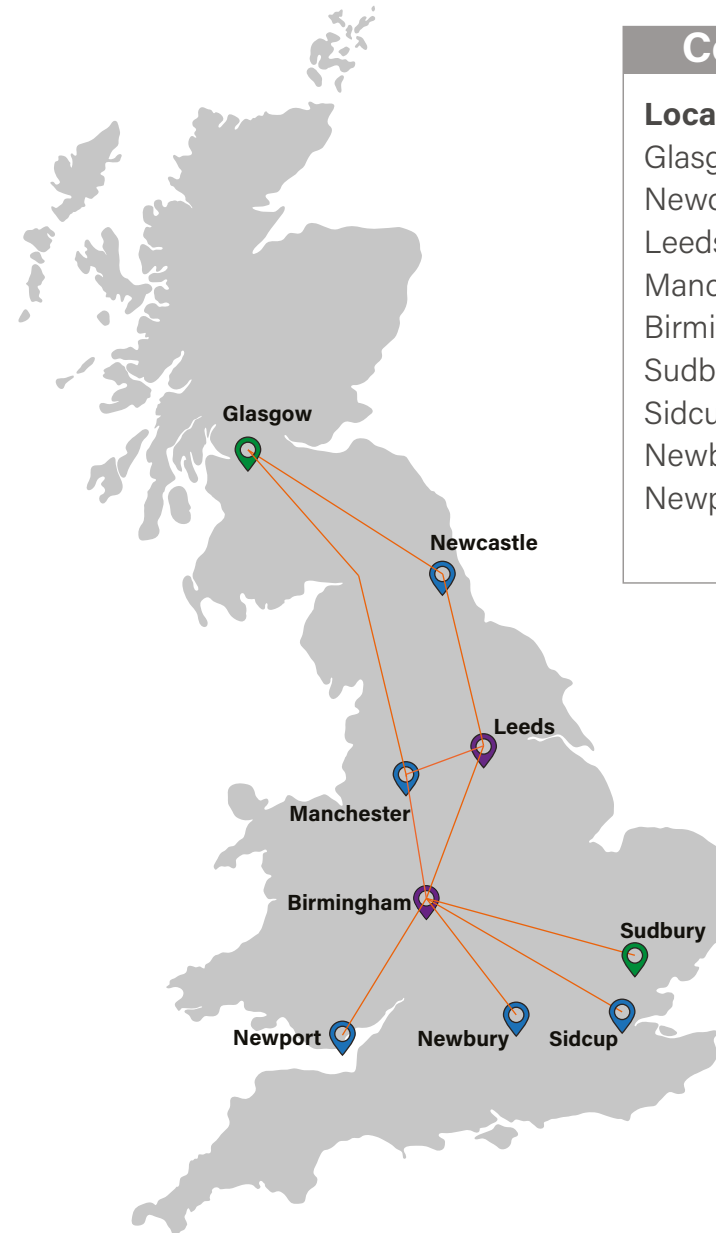 Glasgow
Newcastle
Leeds
Manchester
Birmingham
Sudbury
Newport
Newbury
Sidcup
Co
Loca
Glasg
Newc
Leeds
Manc
Birmi
Sudb
Sidcu
Newb
Newp